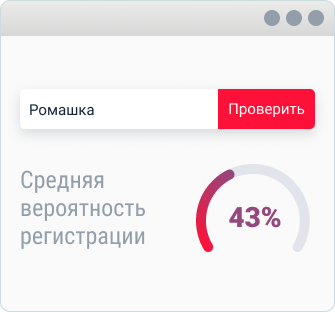 Ромашка
Проверить
Средняя
вероятность
регистрации
43%